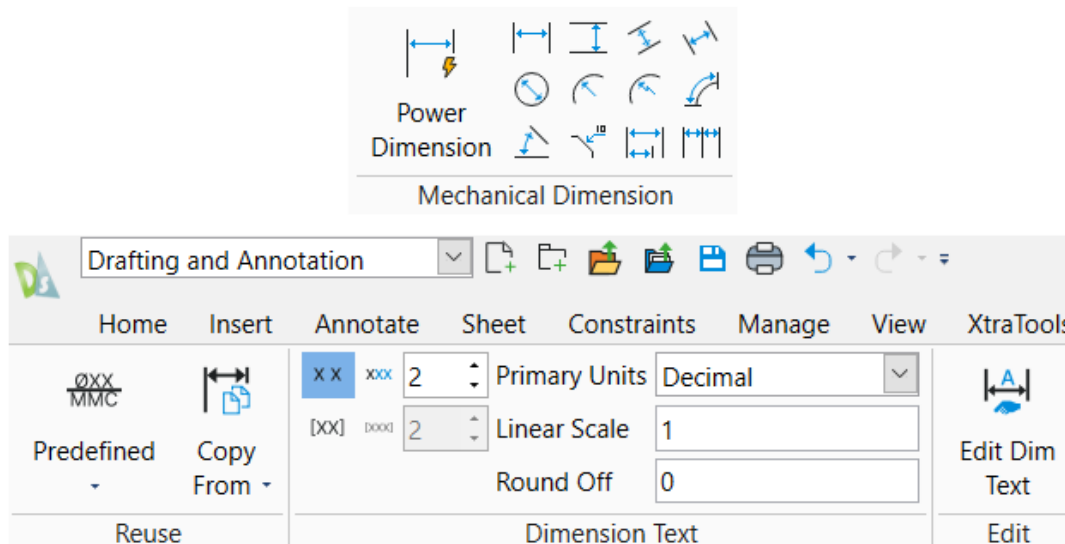 Power
Dimension
Mechanical Dimension
Drafting and Annotation
Home Insert Annotate Sheet Constraints Manage View XtraTools
ØXX
MMC
X X
xxx
2
Primary Units
Decimal
[XX]
2
Linear Scale
1
Round Off
0
Predefined
Copy
From
A
Edit Dim
Text
Reuse
Dimension Text
Edit